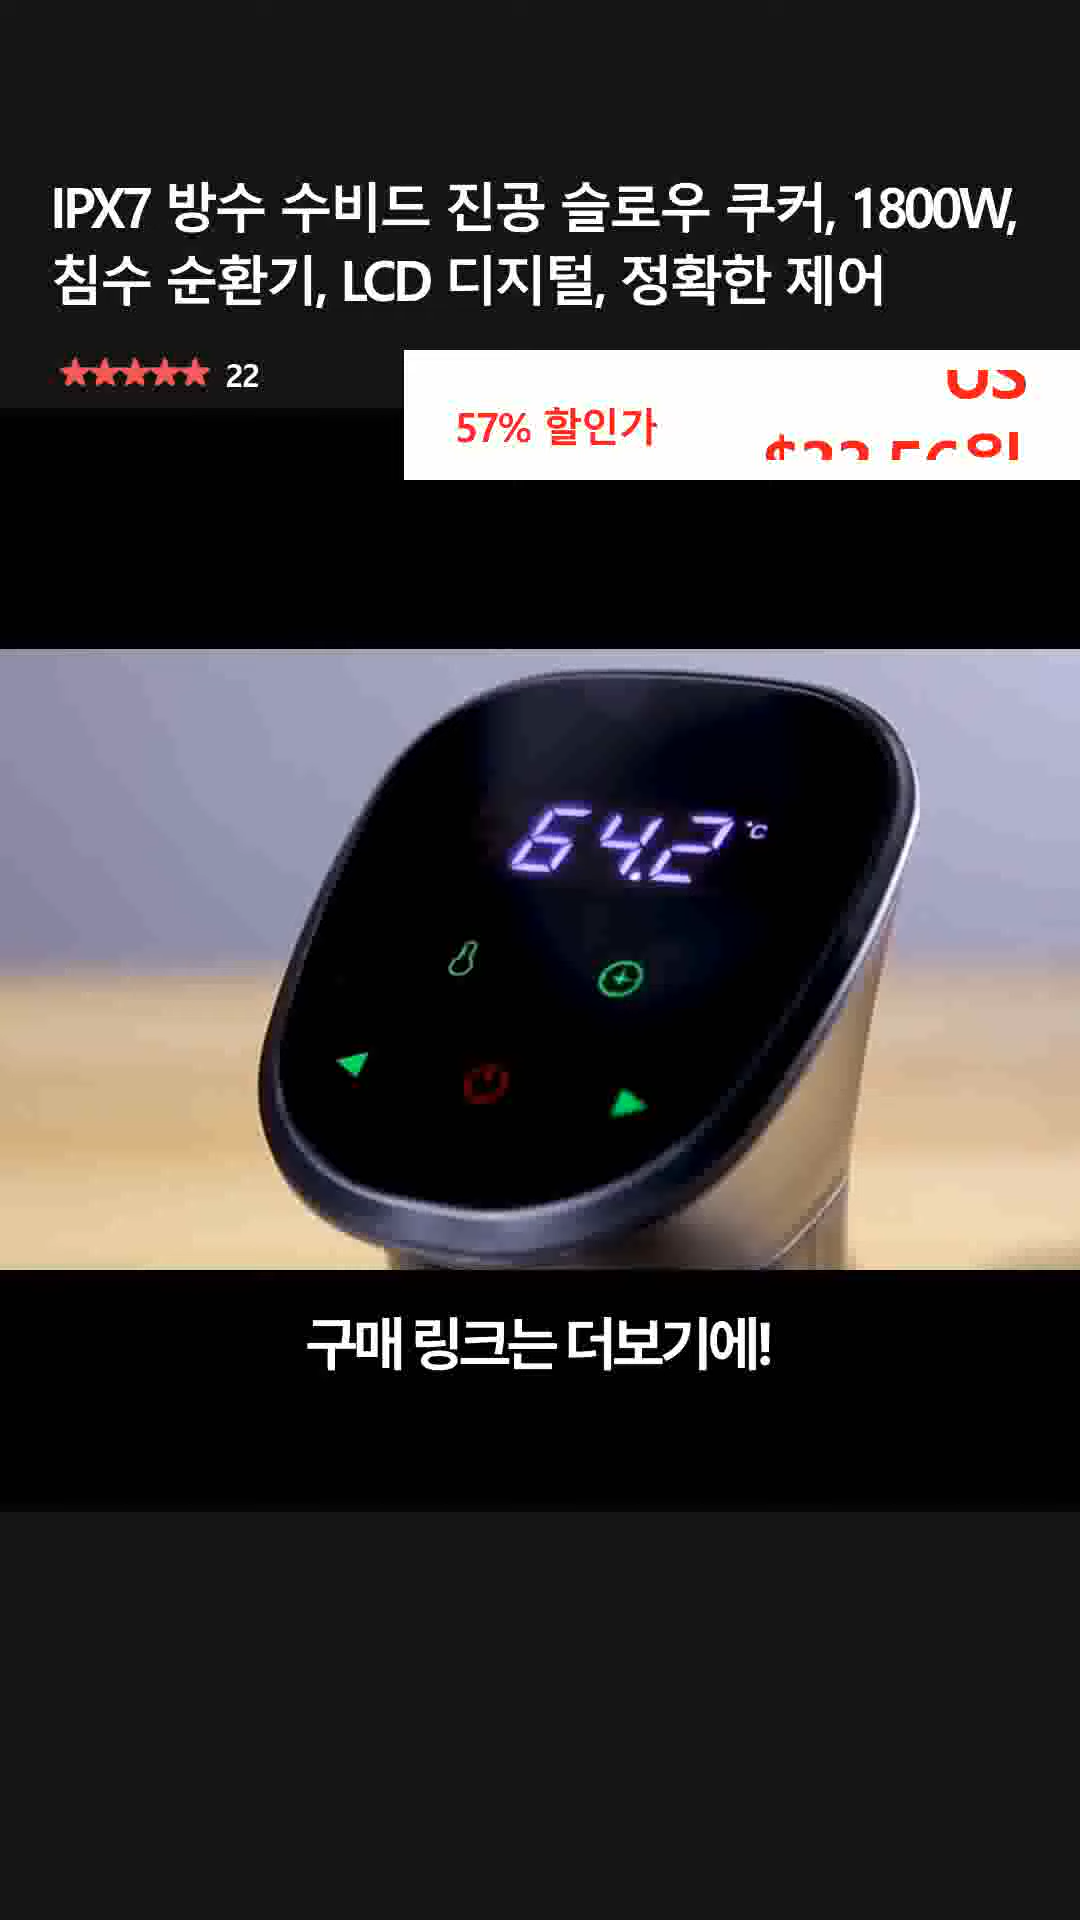 IPX7 방수 수비드 진공 슬로우 쿠커, 1800W,
침수 순환기, LCD 디지털, 정확한 제어
22
57% 할인가
US
64.2 °C
구매 링크는 더보기에!